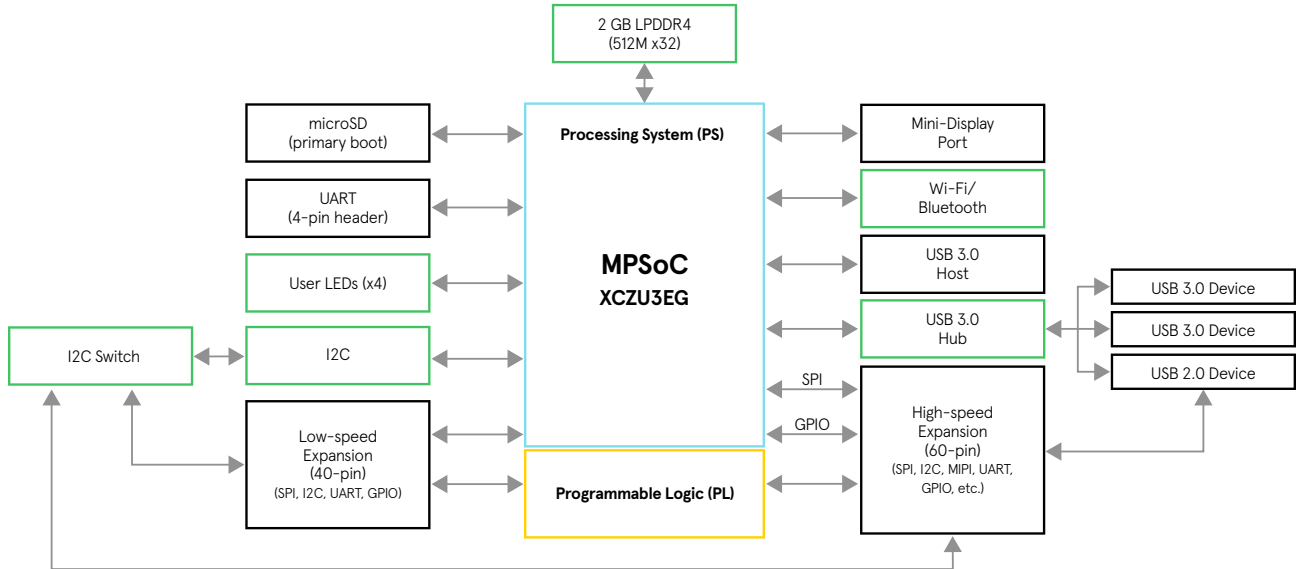 2 GB LPDDR4
(512M x32)
microSD
(primary boot)
Processing System (PS)
Mini-Display
Port
UART
(4-pin header)
Wi-Fi/
Bluetooth
MPSoC
XCZU3EG
USB 3.0
Host
User LEDs (x4)
USB 3.0 Device
I2C Switch
I2C
USB 3.0
Hub
USB 3.0 Device
USB 2.0 Device
SPI
GPIO
Low-speed
Expansion
(40-pin)
(SPI, I2C, UART, GPIO)
High-speed
Expansion
(60-pin)
(SPI, I2C, MIPI, UART,
GPIO, etc.)
Programmable Logic (PL)